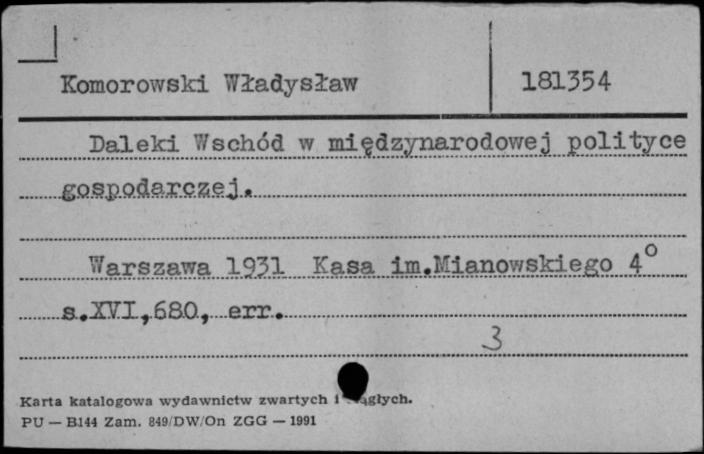 Komorowski Władysław 181354
Daleki Wschód w międzynarodowej polityce
gospodarczej.
Warszawa 1931 Kasa im.Mianowskiego 4°
s.XVI,680, err.
3
Karta katalogowa wydawnictw zwartych i
PU — B144 Zam. 849/DW/On ZGG — 1991